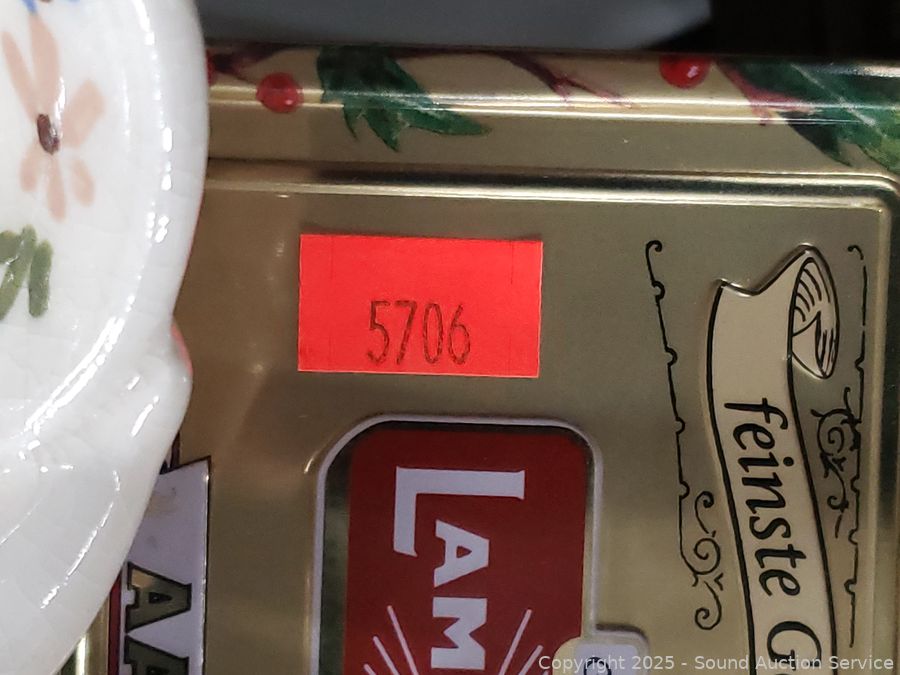 5706
LAM
feinste G
AA
Copyright © 2025 - Sound Auction Service